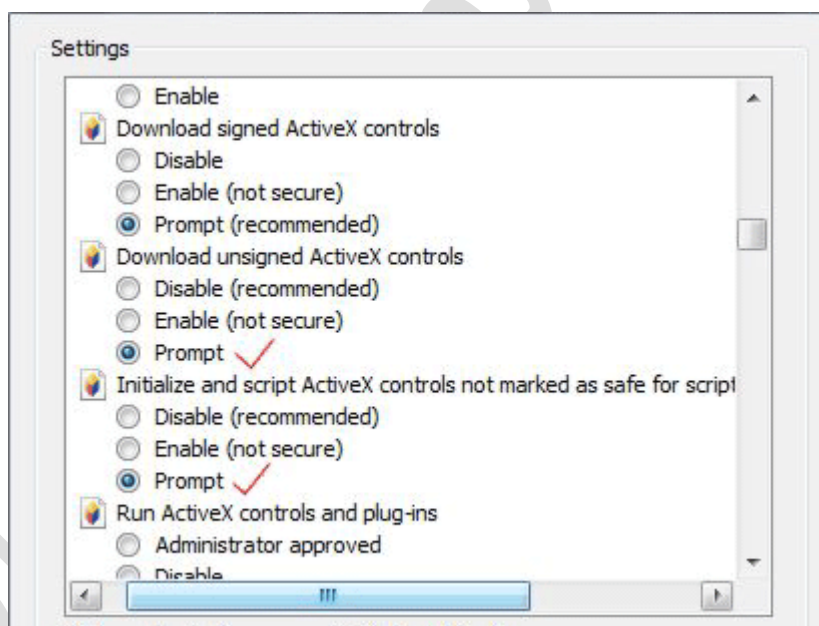 Settings
Enable
Download signed ActiveX controls
Disable
Enable (not secure)
Prompt (recommended)
Download unsigned ActiveX controls
Disable (recommended)
Enable (not secure)
Prompt
Initialize and script ActiveX controls not marked as safe for script
Disable (recommended)
Enable (not secure)
Prompt
Run ActiveX controls and plug-ins
Administrator approved
Disable